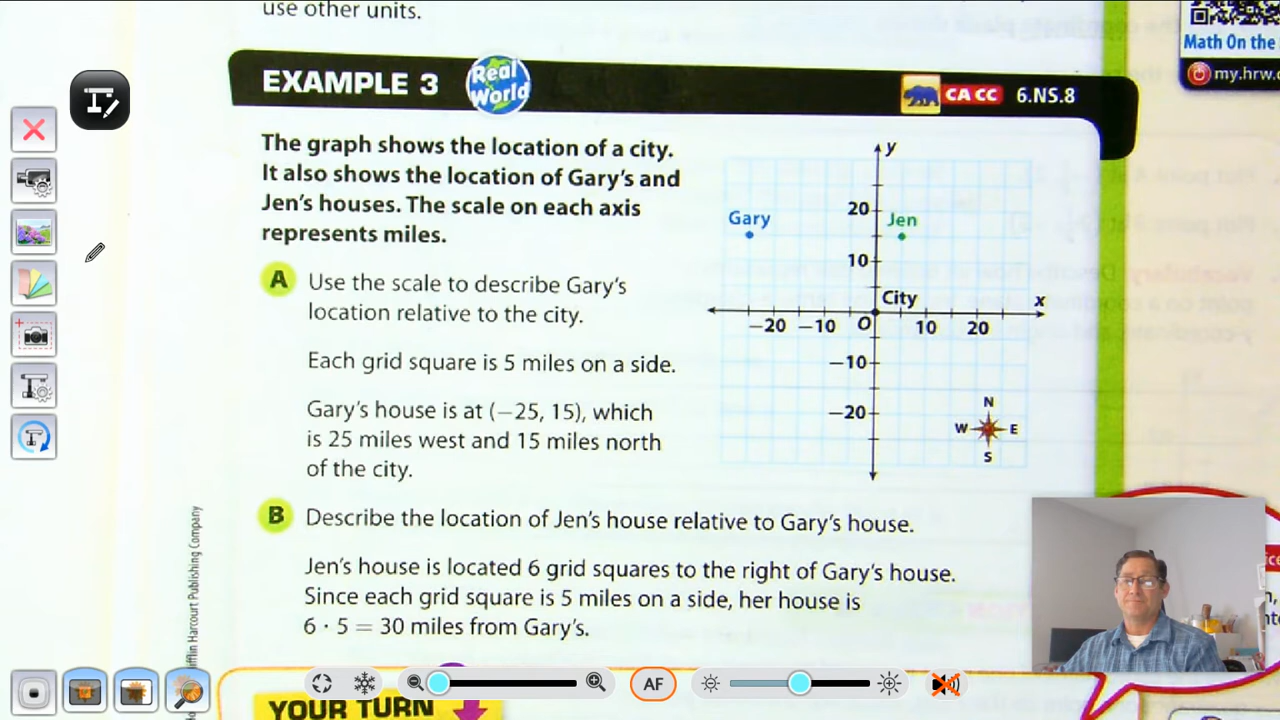 use other units.
Math On the
my.hrw.
EXAMPLE 3
Real World
CA CC 6.NS.8
The graph shows the location of a city.
It also shows the location of Gary's and
Jen's houses. The scale on each axis
represents miles.
A Use the scale to describe Gary's
location relative to the city.
Each grid square is 5 miles on a side.
Gary's house is at (−25, 15), which
is 25 miles west and 15 miles north
of the city.
y
Gary
20
Jen
10
City
x
−20 −10 O 10 20
−10
−20
N
W E
S
B Describe the location of Jen's house relative to Gary's house.
Jen's house is located 6 grid squares to the right of Gary's house.
Since each grid square is 5 miles on a side, her house is
6 · 5 = 30 miles from Gary's.
Harcourt Publishing Company
AF
YOUR TURN